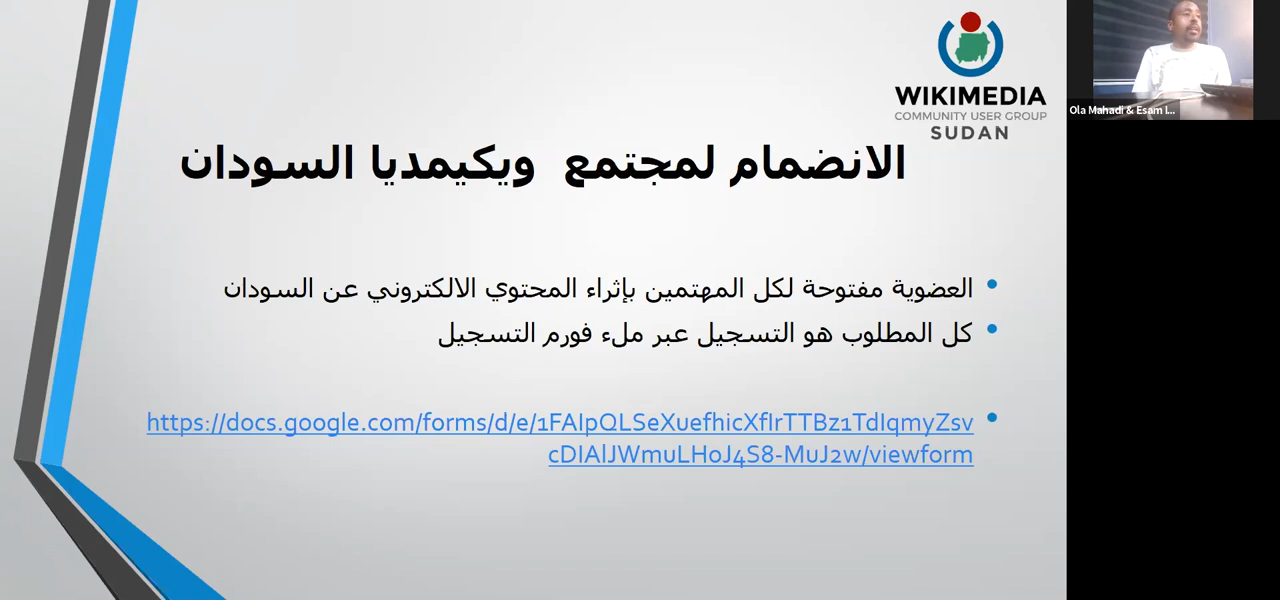 WIKIMEDIA
COMMUNITY USER GROUP
SUDAN
الانضمام لمجتمع ويكيمديا السودان
العضوية مفتوحة لكل المهتمين بإثراء المحتوي الالكتروني عن السودان
كل المطلوب هو التسجيل عبر ملء فورم التسجيل
https://docs.google.com/forms/d/e/1FAIpQLSeXuefhicXfIrTTBz1TdIqmyZsv
cDIAlJWmuLHoJ4S8-MuJ2w/viewform
Ola Mahadi & Esam I...